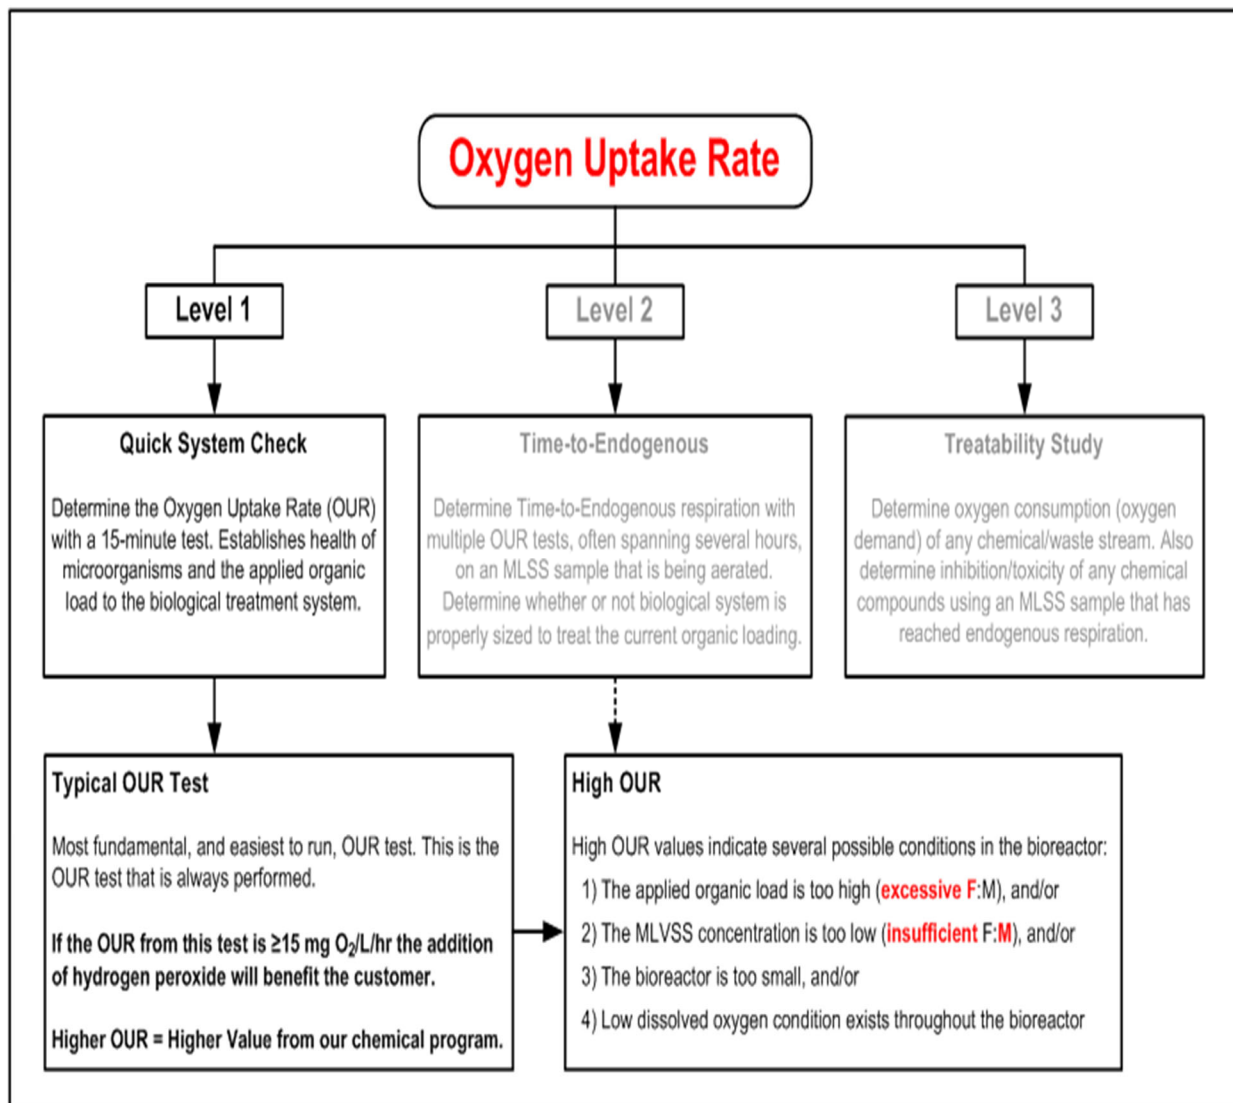 Oxygen Uptake Rate
Level 1
Level 2
Level 3
Quick System Check
Determine the Oxygen Uptake Rate (OUR)
with a 15-minute test. Establishes health of
microorganisms and the applied organic
load to the biological treatment system.
Time-to-Endogenous
Determine Time-to-Endogenous respiration with
multiple OUR tests, often spanning several hours,
on an MLSS sample that is being aerated.
Determine whether or not biological system is
properly sized to treat the current organic loading.
Treatability Study
Determine oxygen consumption (oxygen
demand) of any chemical/waste stream. Also
determine inhibition/toxicity of any chemical
compounds using an MLSS sample that has
reached endogenous respiration.
Typical OUR Test
Most fundamental, and easiest to run, OUR test. This is the
OUR test that is always performed.
If the OUR from this test is ≥15 mg O₂/L/hr the addition
of hydrogen peroxide will benefit the customer.
Higher OUR = Higher Value from our chemical program.
High OUR
High OUR values indicate several possible conditions in the bioreactor:
1) The applied organic load is too high (excessive F:M), and/or
2) The MLVSS concentration is too low (insufficient F:M), and/or
3) The bioreactor is too small, and/or
4) Low dissolved oxygen condition exists throughout the bioreactor